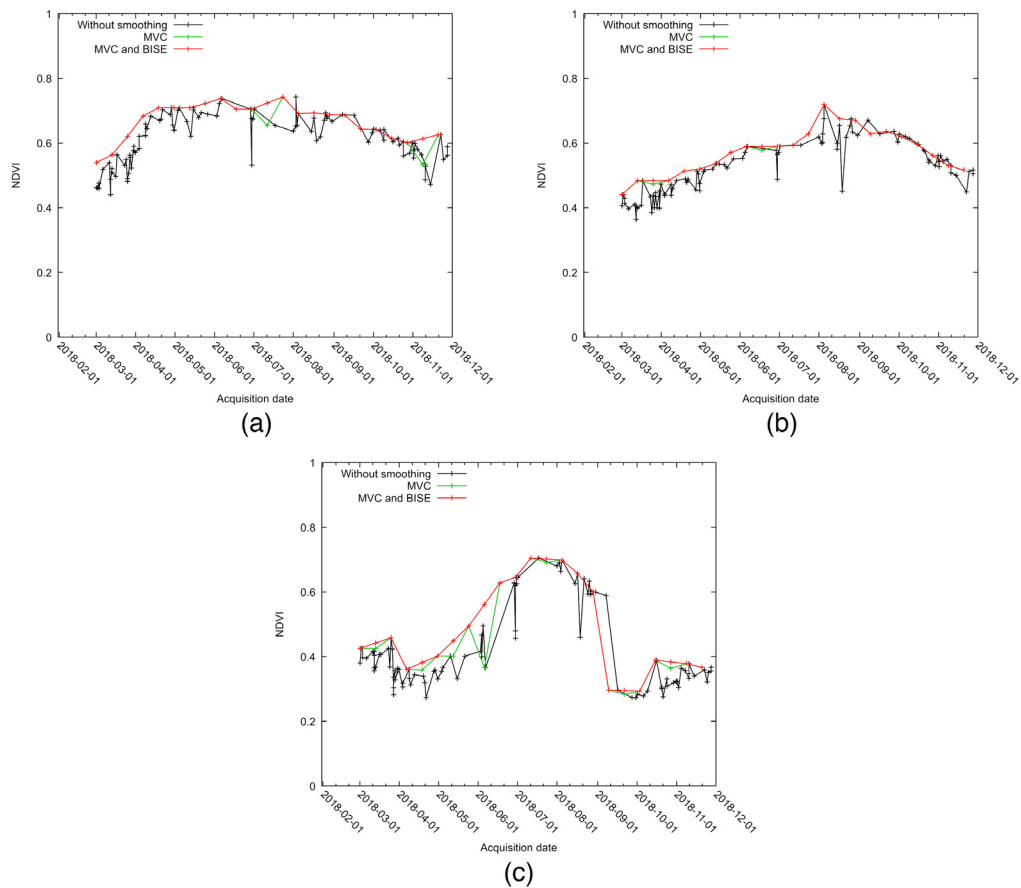 Without smoothing
MVC
MVC and BISE
1
0.8
0.6
0.4
0.2
0
NDVI
2018-02-01
2018-03-01
2018-04-01
2018-05-01
2018-06-01
2018-07-01
2018-08-01
2018-09-01
2018-10-01
2018-11-01
2018-12-01
Acquisition date
(a)
Without smoothing
MVC
MVC and BISE
1
0.8
0.6
0.4
0.2
0
NDVI
2018-02-01
2018-03-01
2018-04-01
2018-05-01
2018-06-01
2018-07-01
2018-08-01
2018-09-01
2018-10-01
2018-11-01
2018-12-01
Acquisition date
(b)
Without smoothing
MVC
MVC and BISE
1
0.8
0.6
0.4
0.2
0
NDVI
2018-02-01
2018-03-01
2018-04-01
2018-05-01
2018-06-01
2018-07-01
2018-08-01
2018-09-01
2018-10-01
2018-11-01
2018-12-01
Acquisition date
(c)